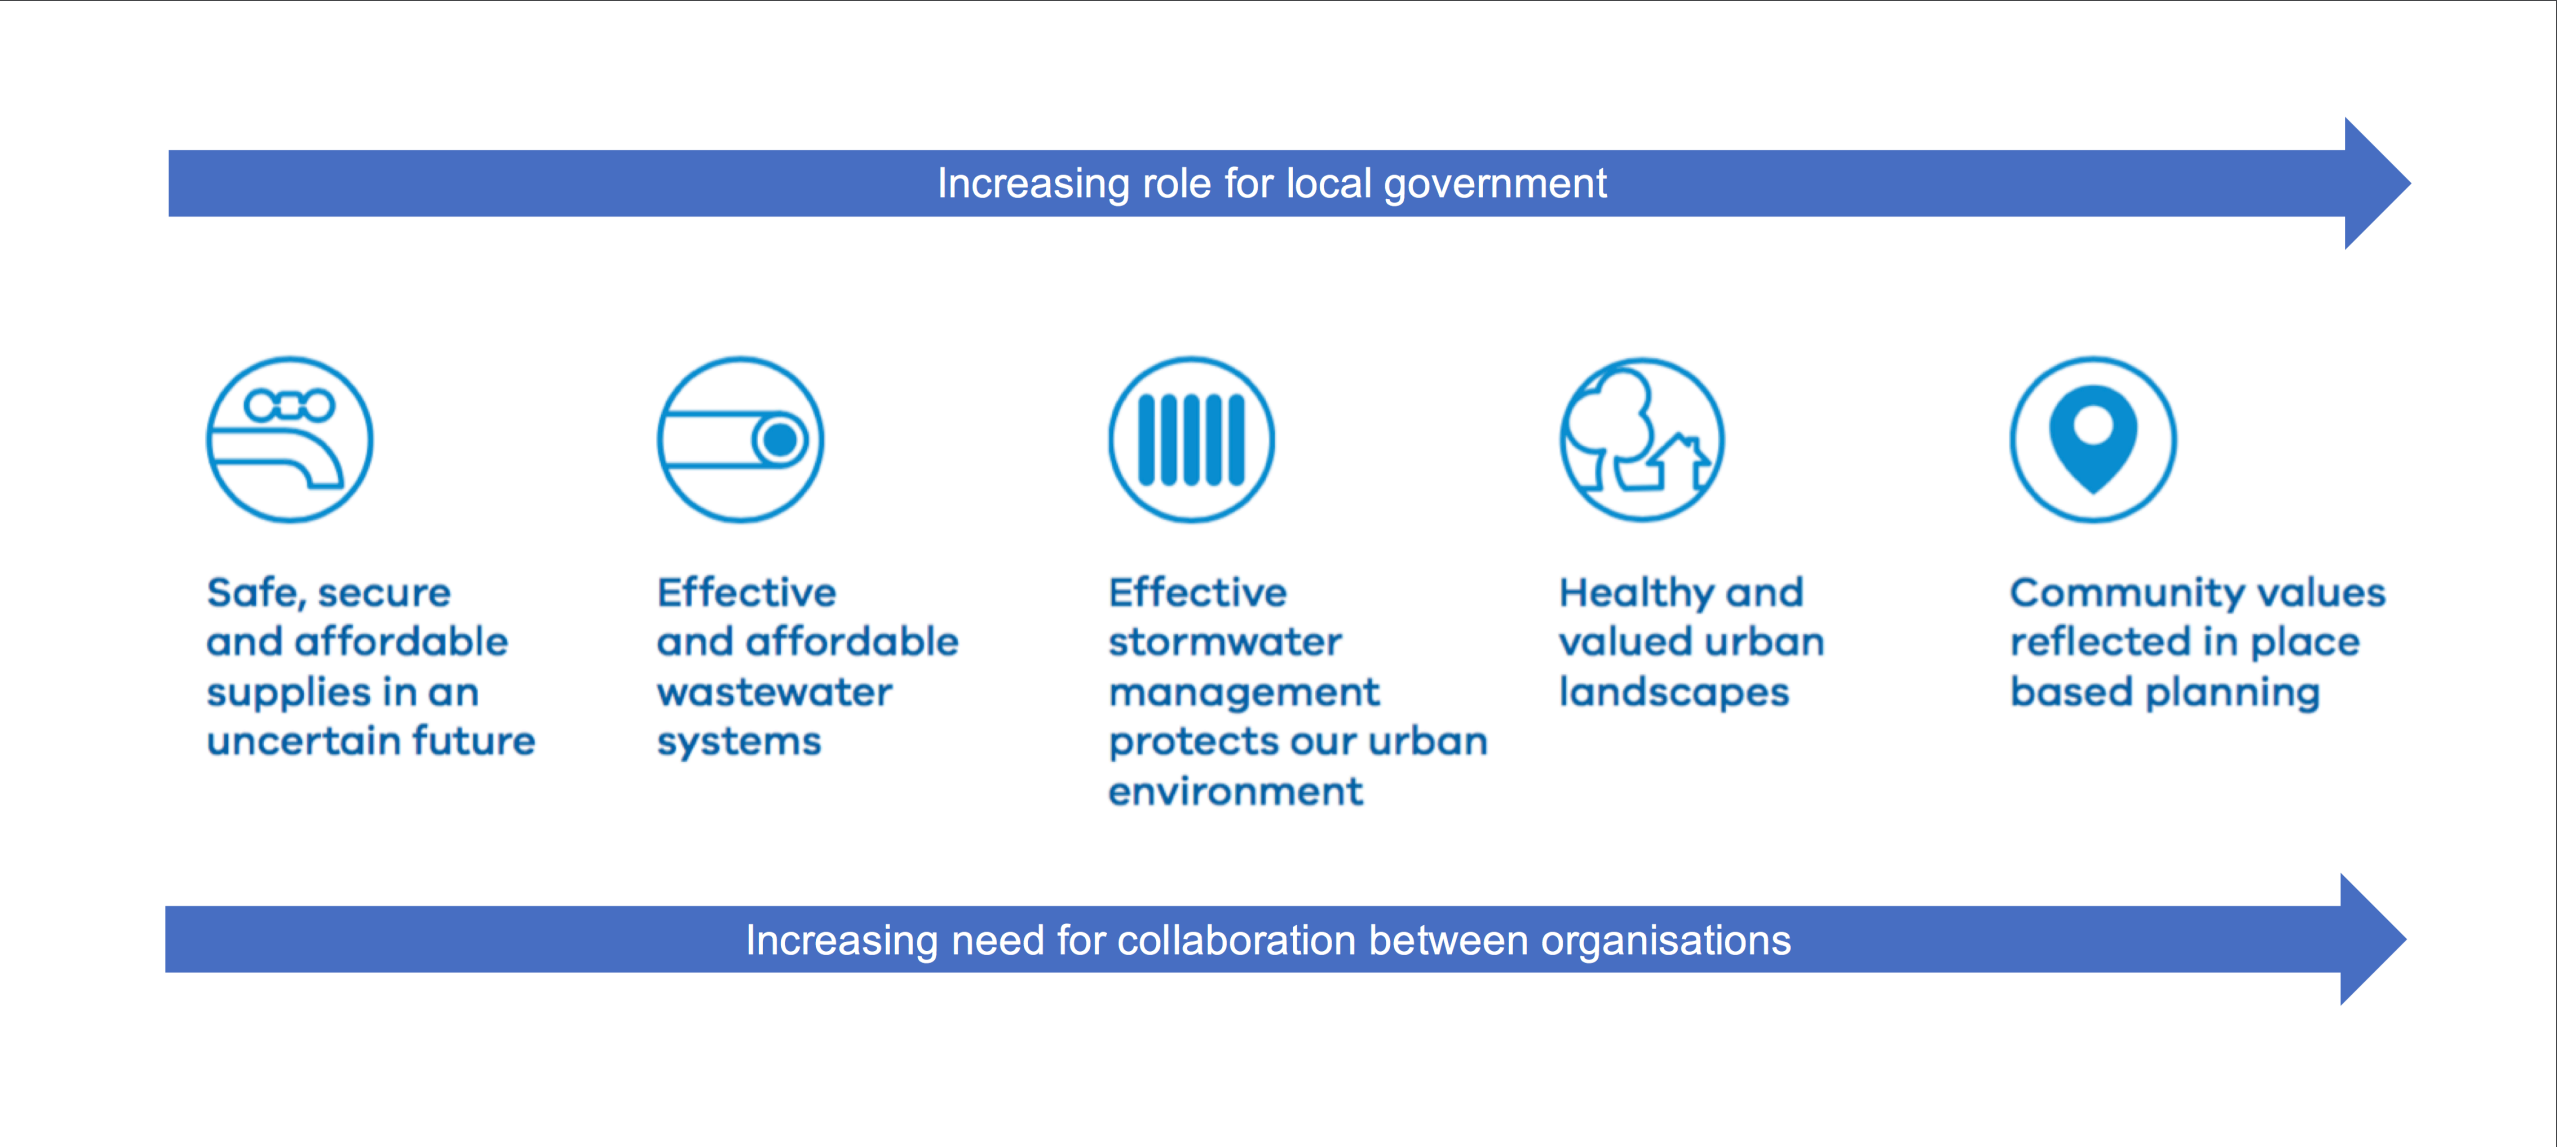 Increasing role for local government
Safe, secure
and affordable
supplies in an
uncertain future
Effective
and affordable
wastewater
systems
Effective
stormwater
management
protects our urban
environment
Healthy and
valued urban
landscapes
Community values
reflected in place
based planning
Increasing need for collaboration between organisations